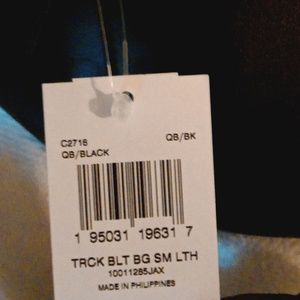 C2716 QB/BK
QB/BLACK
1 95031 19631 7
TRCK BLT BG SM LTH
10011285JAX
MADE IN PHILIPPINES